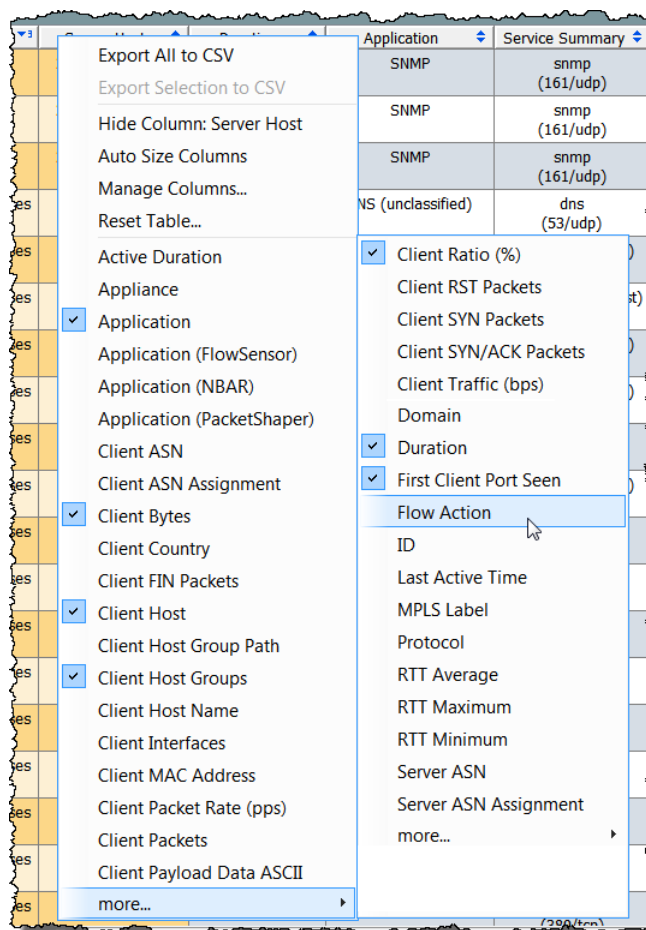 Application
Service Summary
SNMP
snmp
(161/udp)
SNMP
snmp
(161/udp)
SNMP
snmp
(161/udp)
(unclassified)
dns
(53/udp)
Export All to CSV
Export Selection to CSV
Hide Column: Server Host
Auto Size Columns
Manage Columns...
Reset Table...
Active Duration
Appliance
Application
Application (FlowSensor)
Application (NBAR)
Application (PacketShaper)
Client ASN
Client ASN Assignment
Client Bytes
Client Country
Client FIN Packets
Client Host
Client Host Group Path
Client Host Groups
Client Host Name
Client Interfaces
Client MAC Address
Client Packet Rate (pps)
Client Packets
Client Payload Data ASCII
more...
Client Ratio (%)
Client RST Packets
Client SYN Packets
Client SYN/ACK Packets
Client Traffic (bps)
Domain
Duration
First Client Port Seen
Flow Action
ID
Last Active Time
MPLS Label
Protocol
RTT Average
RTT Maximum
RTT Minimum
Server ASN
Server ASN Assignment
more...